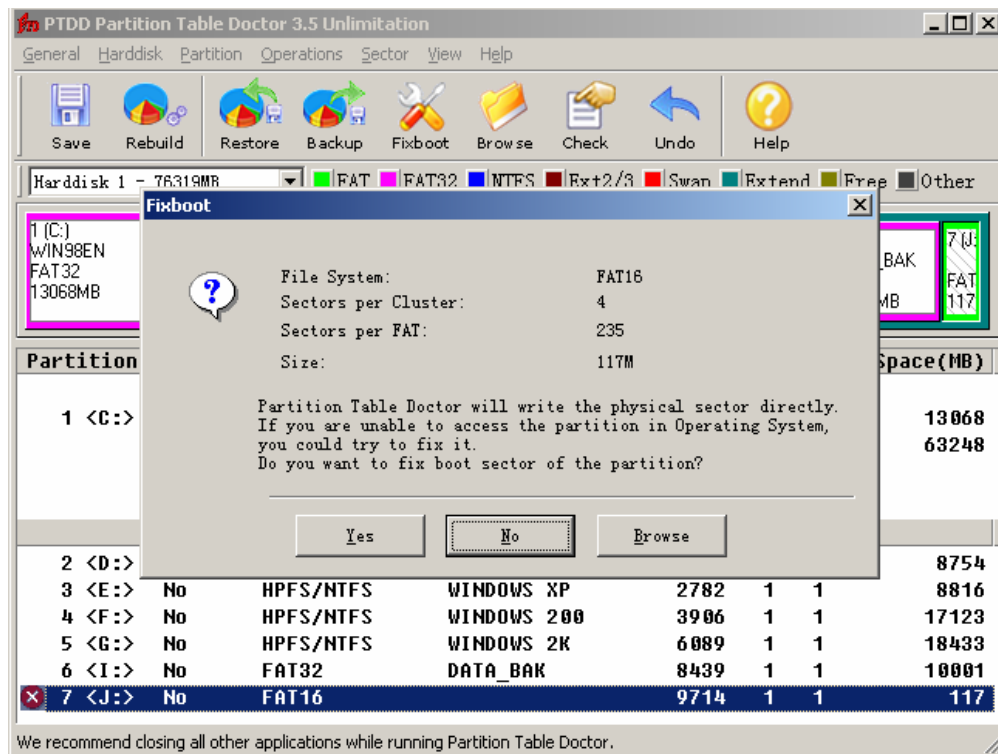 PTDD Partition Table Doctor 3.5 Unlimitation
General Harddisk Partition Operations Sector View Help
Save Rebuild Restore Backup Fixboot Browse Check Undo Help
Harddisk 1 - 76319MB FAT FAT32 NTFS Ext2/3 Swap Extend Free Other
Fixboot
1 (C:)
WIN98EN
FAT32
13068MB
_BAK
MB
7 (J:
FAT
117
File System: FAT16
Sectors per Cluster: 4
Sectors per FAT: 235
Size: 117M
Partition Table Doctor will write the physical sector directly.
If you are unable to access the partition in Operating System,
you could try to fix it.
Do you want to fix boot sector of the partition?
Yes No Browse
Partition Space(MB)
1 <C:> 13068
63248
2 <D:> 8754
3 <E:> No HPFS/NTFS WINDOWS XP 2782 1 1 8816
4 <F:> No HPFS/NTFS WINDOWS 200 3906 1 1 17123
5 <G:> No HPFS/NTFS WINDOWS 2K 6089 1 1 18433
6 <I:> No FAT32 DATA_BAK 8439 1 1 10001
7 <J:> No FAT16 9714 1 1 117
We recommend closing all other applications while running Partition Table Doctor.